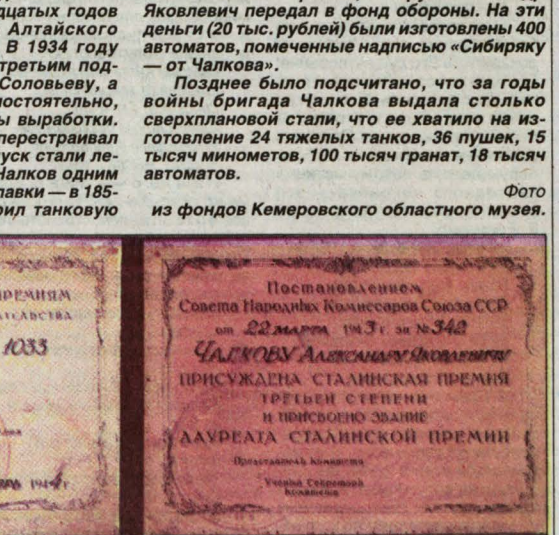 дцатых годов
Алтайского
В 1934 году
третьим под-
Соловьеву, а
мостоятельно,
ы выработки.
перестраивал
уск стали ле-
Чалков одним
лавки — в 185-
рил танковую
Яковлевич передал в фонд обороны. На эти
деньги (20 тыс. рублей) были изготовлены 400
автоматов, помеченные надписью «Сибиряку
— от Чалкова».
Позднее было подсчитано, что за годы
войны бригада Чалкова выдала столько
сверхплановой стали, что ее хватило на из-
готовление 24 тяжелых танков, 36 пушек, 15
тысяч минометов, 100 тысяч гранат, 18 тысяч
автоматов.
Фото
из фондов Кемеровского областного музея.
ПРЕМИЯМ
1033
Постановлением
Совета Народных Комиссаров Союза ССР
от 22 марта 1943 г. за № 342
ЧАЛКОВУ Александру Яковлевичу
ПРИСУЖДЕНА СТАЛИНСКАЯ ПРЕМИЯ
ТРЕТЬЕЙ СТЕПЕНИ
И ПРИСВОЕНО ЗВАНИЕ
ЛАУРЕАТА СТАЛИНСКОЙ ПРЕМИИ
Председатель Комитета
Ученый Секретарь
Комитета